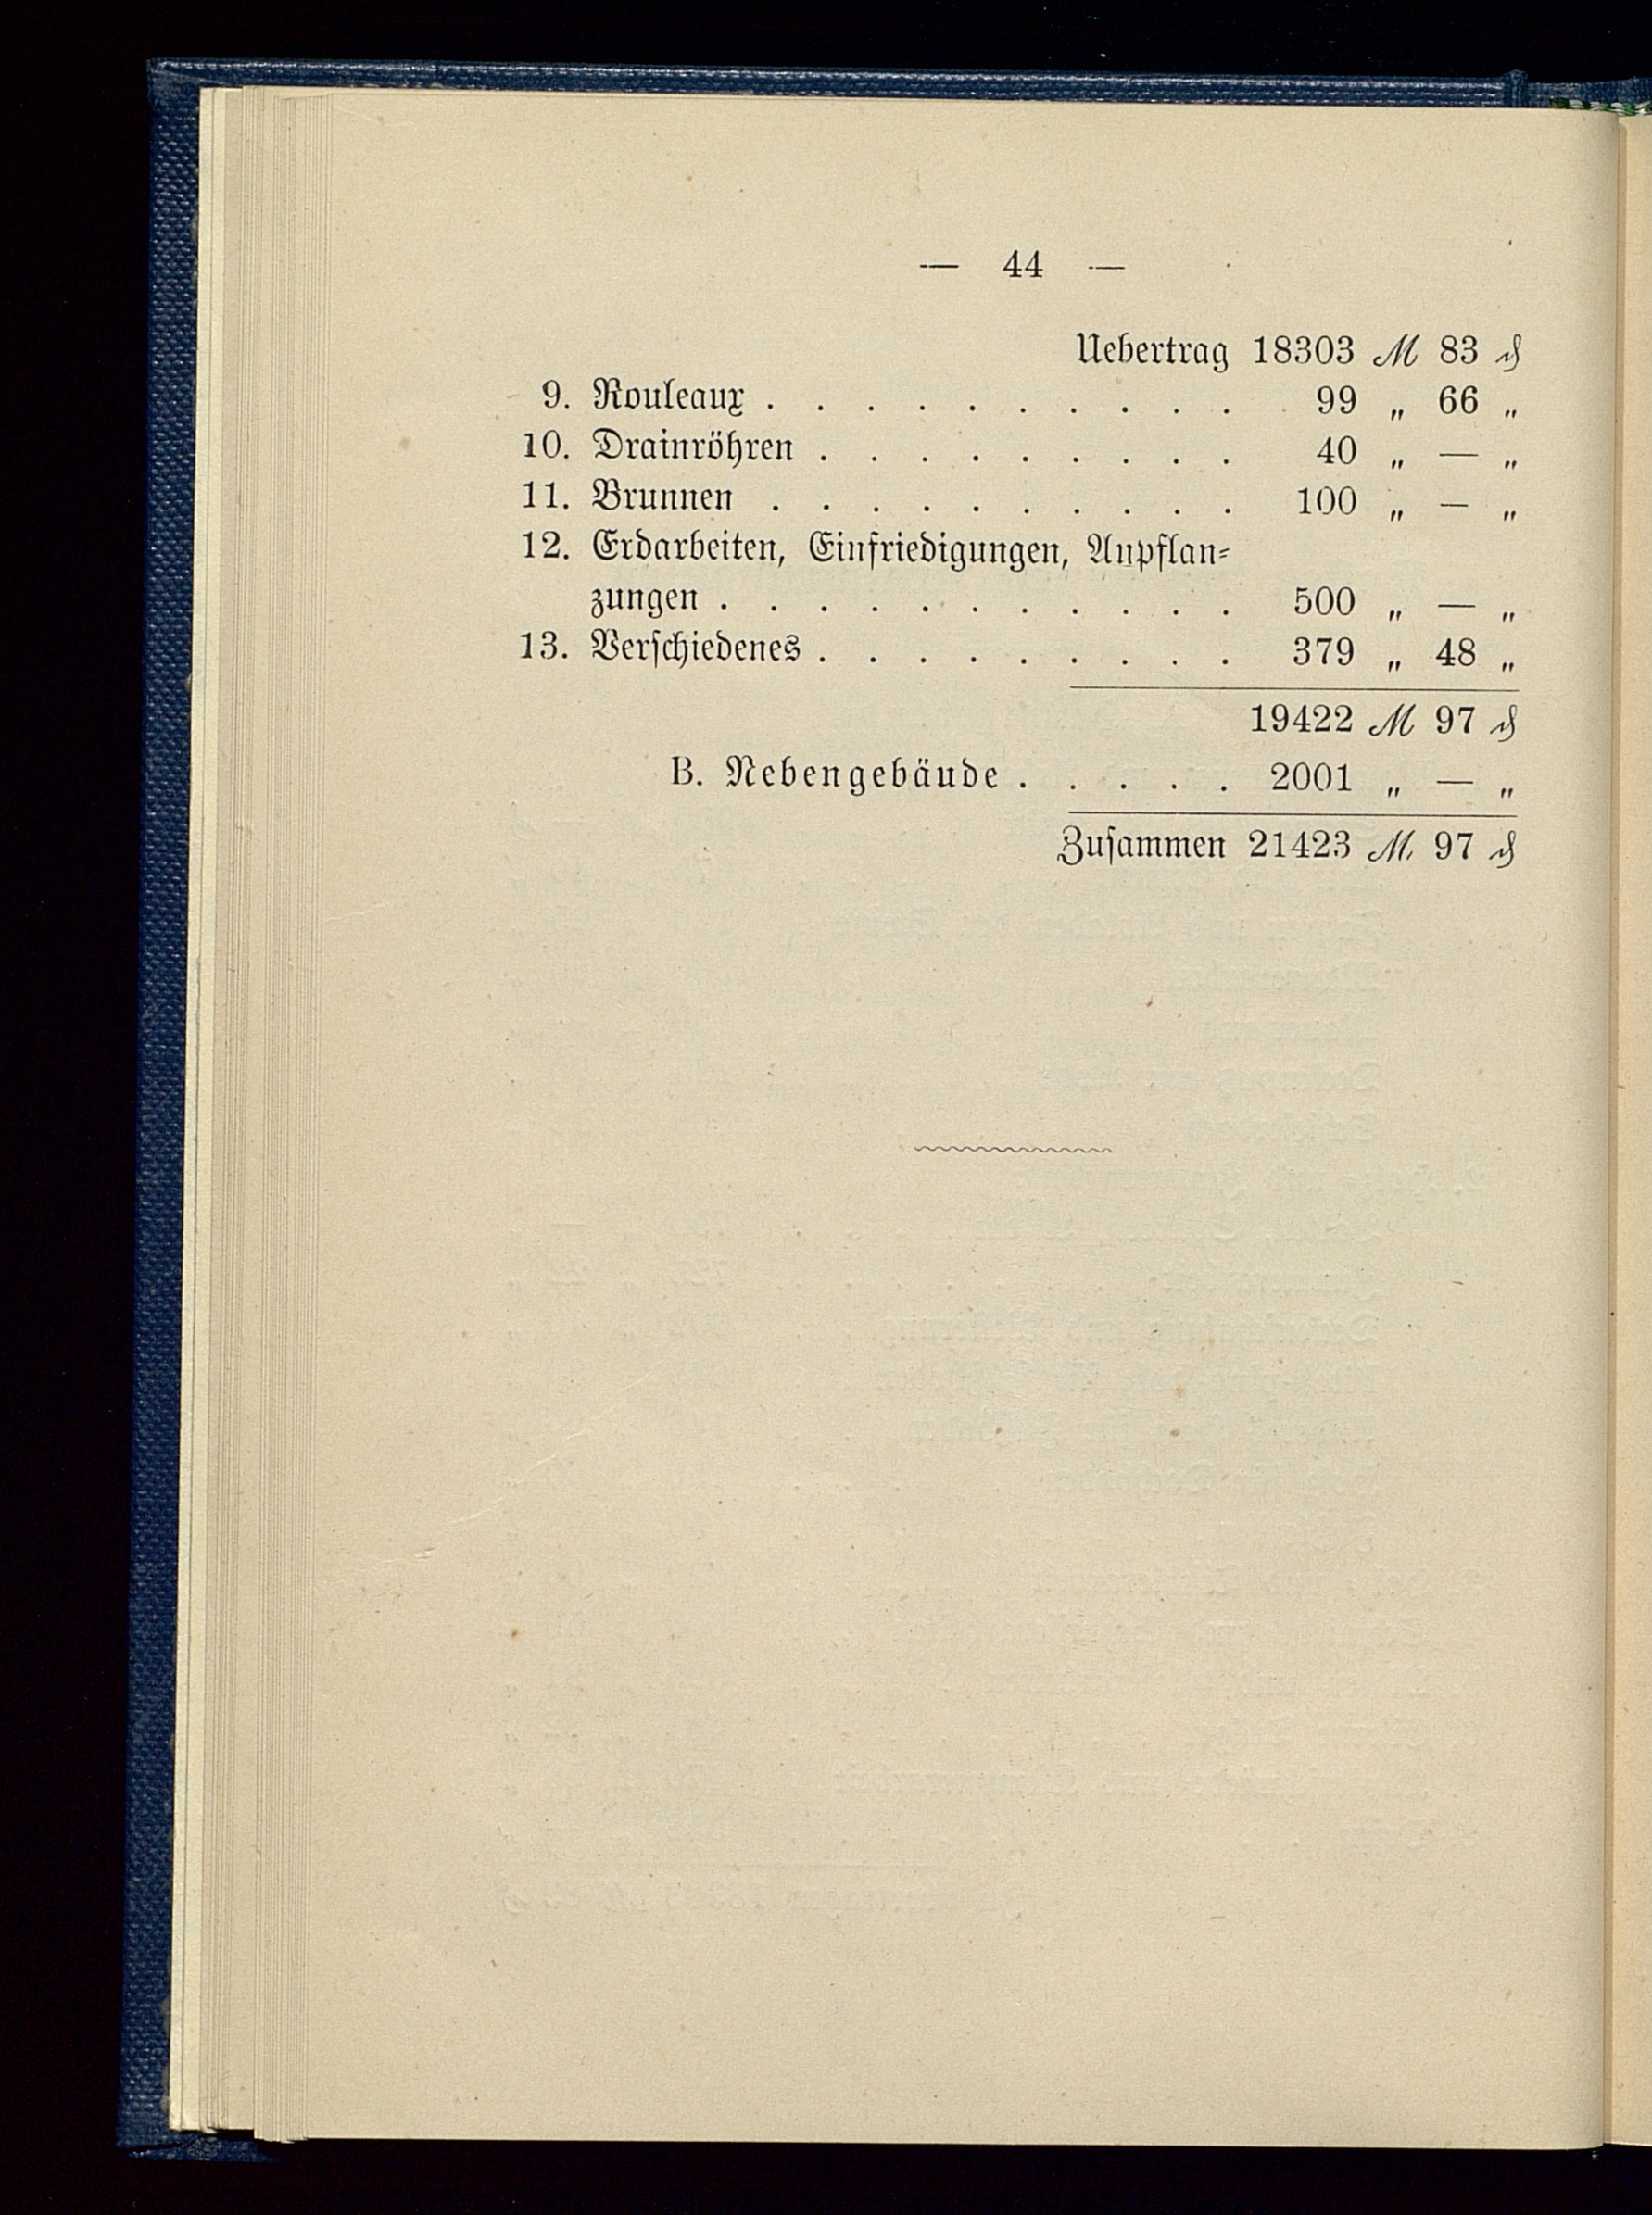 — 44 —
Uebertrag 18303 ℳ 83 ₰
9. Rouleaux . . . . . . . . . . 99 „ 66 „
10. Drainröhren . . . . . . . . . 40 „ — „
11. Brunnen . . . . . . . . . . 100 „ — „
12. Erdarbeiten, Einfriedigungen, Anpflan-
zungen . . . . . . . . . . . 500 „ — „
13. Verschiedenes . . . . . . . . . 379 „ 48 „
19422 ℳ 97 ₰
B. Nebengebäude . . . . . 2001 „ — „
Zusammen 21423 ℳ 97 ₰